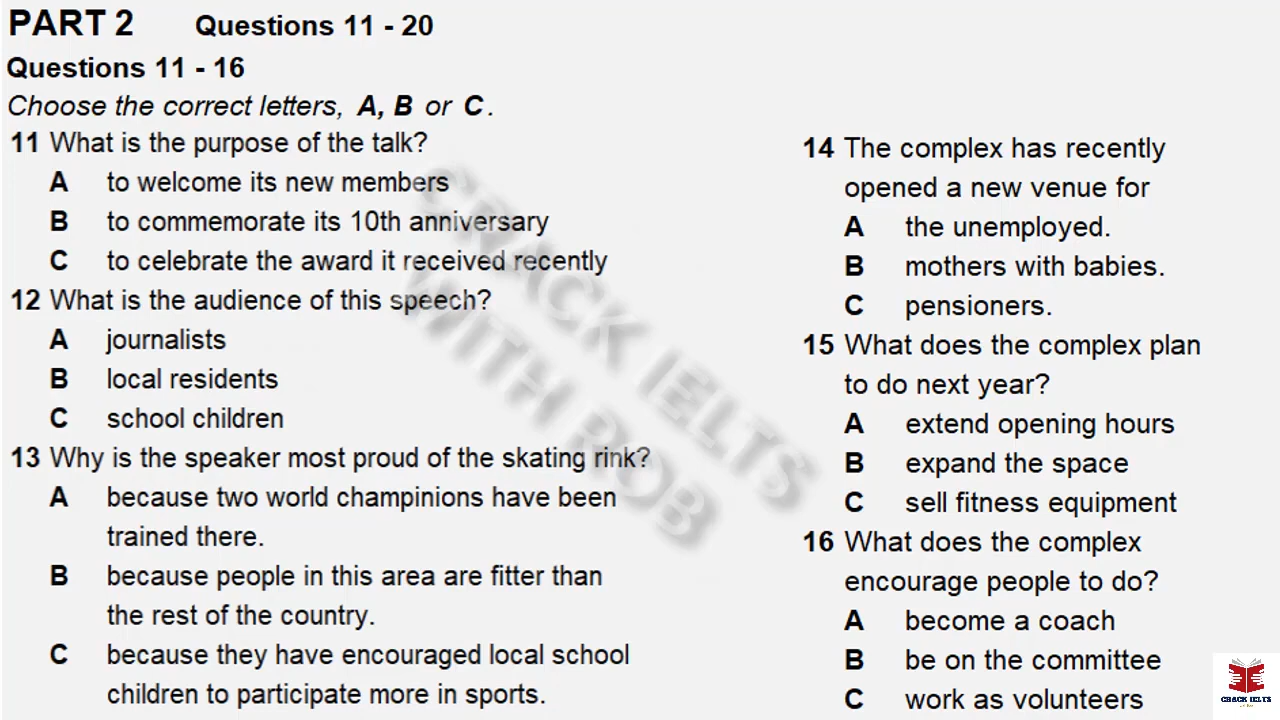 PART 2 Questions 11 - 20
Questions 11 - 16
Choose the correct letters, A, B or C.
11 What is the purpose of the talk?
A to welcome its new members
B to commemorate its 10th anniversary
C to celebrate the award it received recently
12 What is the audience of this speech?
A journalists
B local residents
C school children
13 Why is the speaker most proud of the skating rink?
A because two world champinions have been
trained there.
B because people in this area are fitter than
the rest of the country.
C because they have encouraged local school
children to participate more in sports.
14 The complex has recently
opened a new venue for
A the unemployed.
B mothers with babies.
C pensioners.
15 What does the complex plan
to do next year?
A extend opening hours
B expand the space
C sell fitness equipment
16 What does the complex
encourage people to do?
A become a coach
B be on the committee
C work as volunteers
CRACK IELTS
WITH ROB
CRACK IELTS